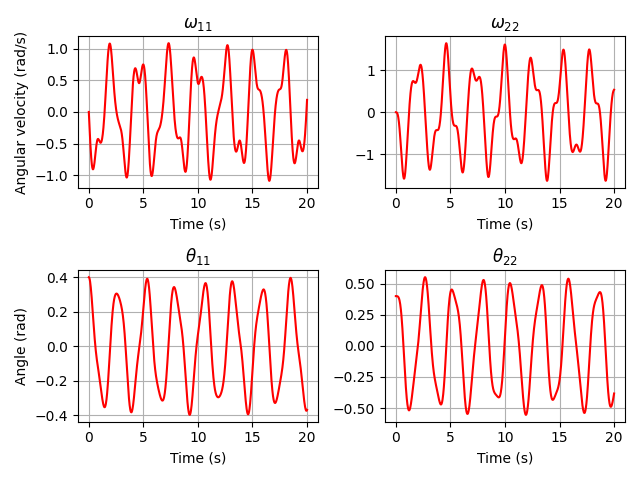 ω₁₁
ω₂₂
Angular velocity (rad/s)
1.0
0.5
0.0
−0.5
−1.0
1
0
−1
0 5 10 15 20
0 5 10 15 20
Time (s)
Time (s)
θ₁₁
θ₂₂
Angle (rad)
0.4
0.2
0.0
−0.2
−0.4
0.50
0.25
0.00
−0.25
−0.50
0 5 10 15 20
0 5 10 15 20
Time (s)
Time (s)